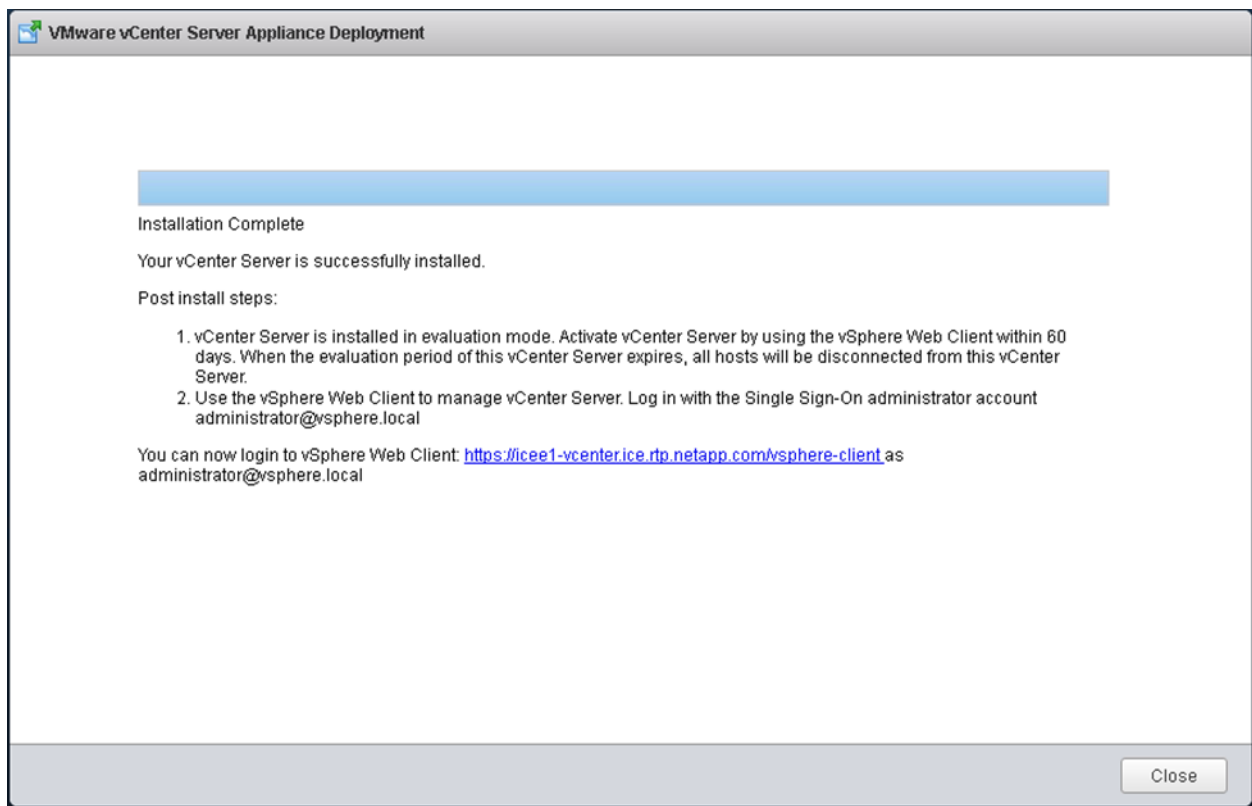 VMware vCenter Server Appliance Deployment
Installation Complete
Your vCenter Server is successfully installed.
Post install steps:
1. vCenter Server is installed in evaluation mode. Activate vCenter Server by using the vSphere Web Client within 60
days. When the evaluation period of this vCenter Server expires, all hosts will be disconnected from this vCenter
Server.
2. Use the vSphere Web Client to manage vCenter Server. Log in with the Single Sign-On administrator account
administrator@vsphere.local
You can now login to vSphere Web Client: https://icee1-vcenter.ice.rtp.netapp.com/vsphere-client as
administrator@vsphere.local
Close